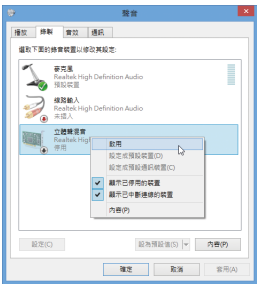 聲音
播放 錄製 音效 通訊
選取下面的錄音裝置以修改其設定:
麥克風
Realtek High Definition Audio
預設裝置
線路輸入
Realtek High Definition Audio
未插入
立體聲混音
Realtek High
停用
啟用
設定成預設裝置(D)
設定成預設通訊裝置(C)
顯示已停用的裝置
顯示已中斷連線的裝置
內容(P)
設定(C) 設為預設值(S) 內容(P)
確定 取消 套用(A)